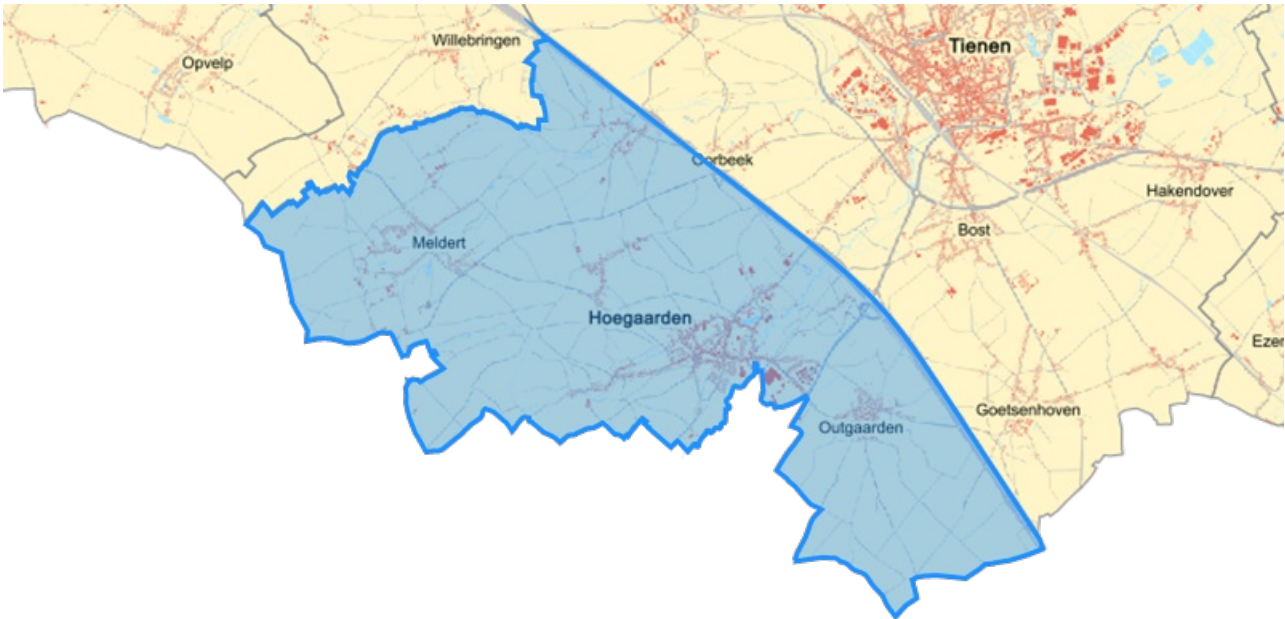 Willebringen
Tienen
Opvelp
Oorbeek
Hakendover
Bost
Meldert
Hoegaarden
Ezer
Goetsenhoven
Outgaarden